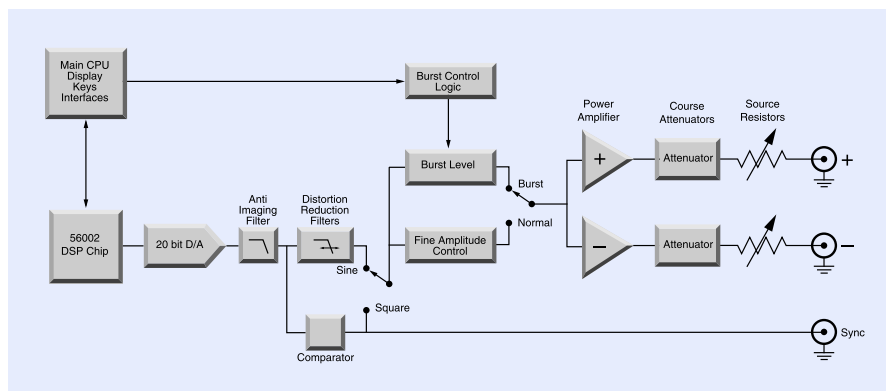 Main CPU
Display
Keys
Interfaces
Burst Control
Logic
Power
Amplifier
Course
Attenuators
Source
Resistors
Burst Level
+
Attenuator
+
Burst
Anti
Imaging
Filter
Distortion
Reduction
Filters
Normal
56002
DSP Chip
20 bit D/A
Fine Amplitude
Control
−
Attenuator
−
Sine
Square
Sync
Comparator